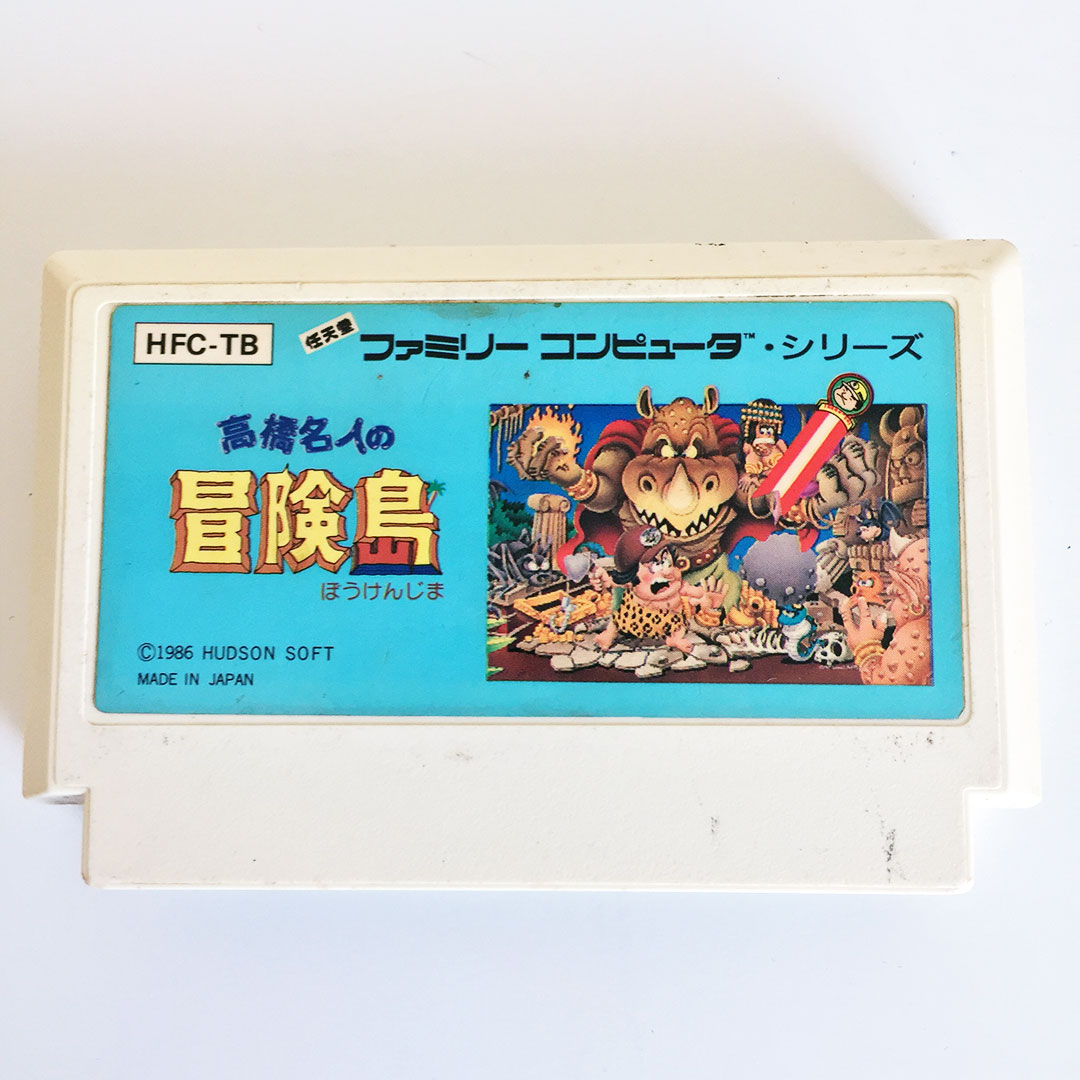 HFC-TB
任天堂 ファミリー コンピュータ™・シリーズ
高橋名人の
冒険島
ぼうけんじま
©1986 HUDSON SOFT
MADE IN JAPAN